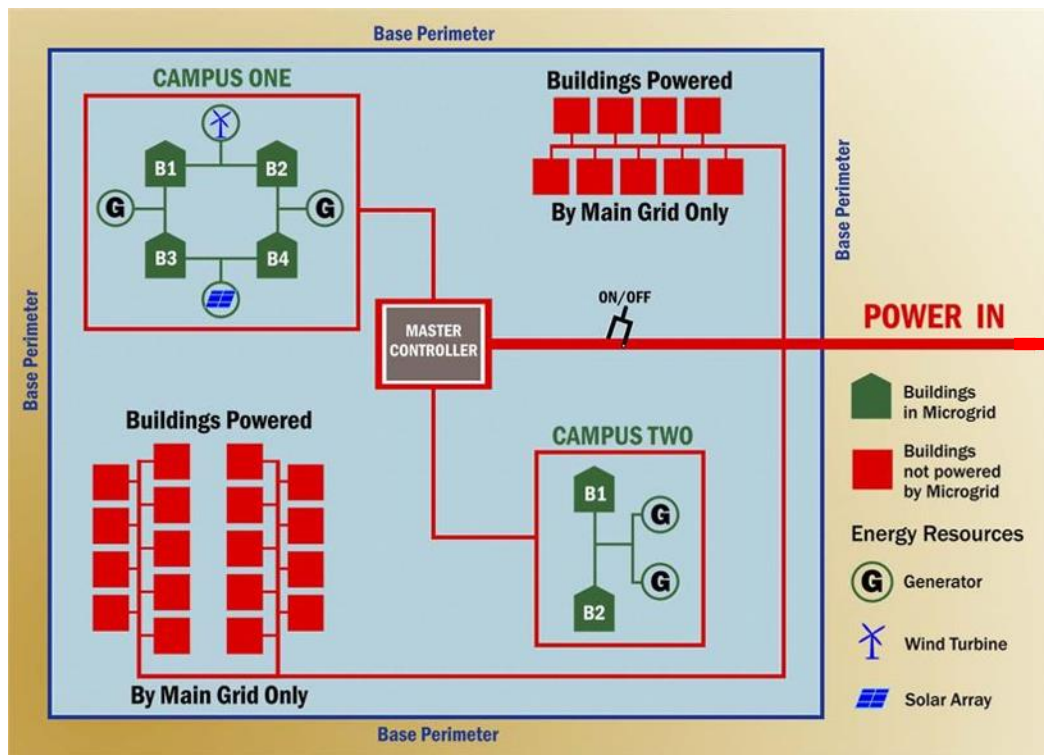 Base Perimeter
CAMPUS ONE
B1
B2
G
G
B3
B4
Buildings Powered
By Main Grid Only
Base Perimeter
Base Perimeter
ON/OFF
POWER IN
MASTER
CONTROLLER
Buildings Powered
By Main Grid Only
CAMPUS TWO
B1
G
G
B2
Buildings
in Microgrid
Buildings
not powered
by Microgrid
Energy Resources
G Generator
Wind Turbine
Solar Array
Base Perimeter